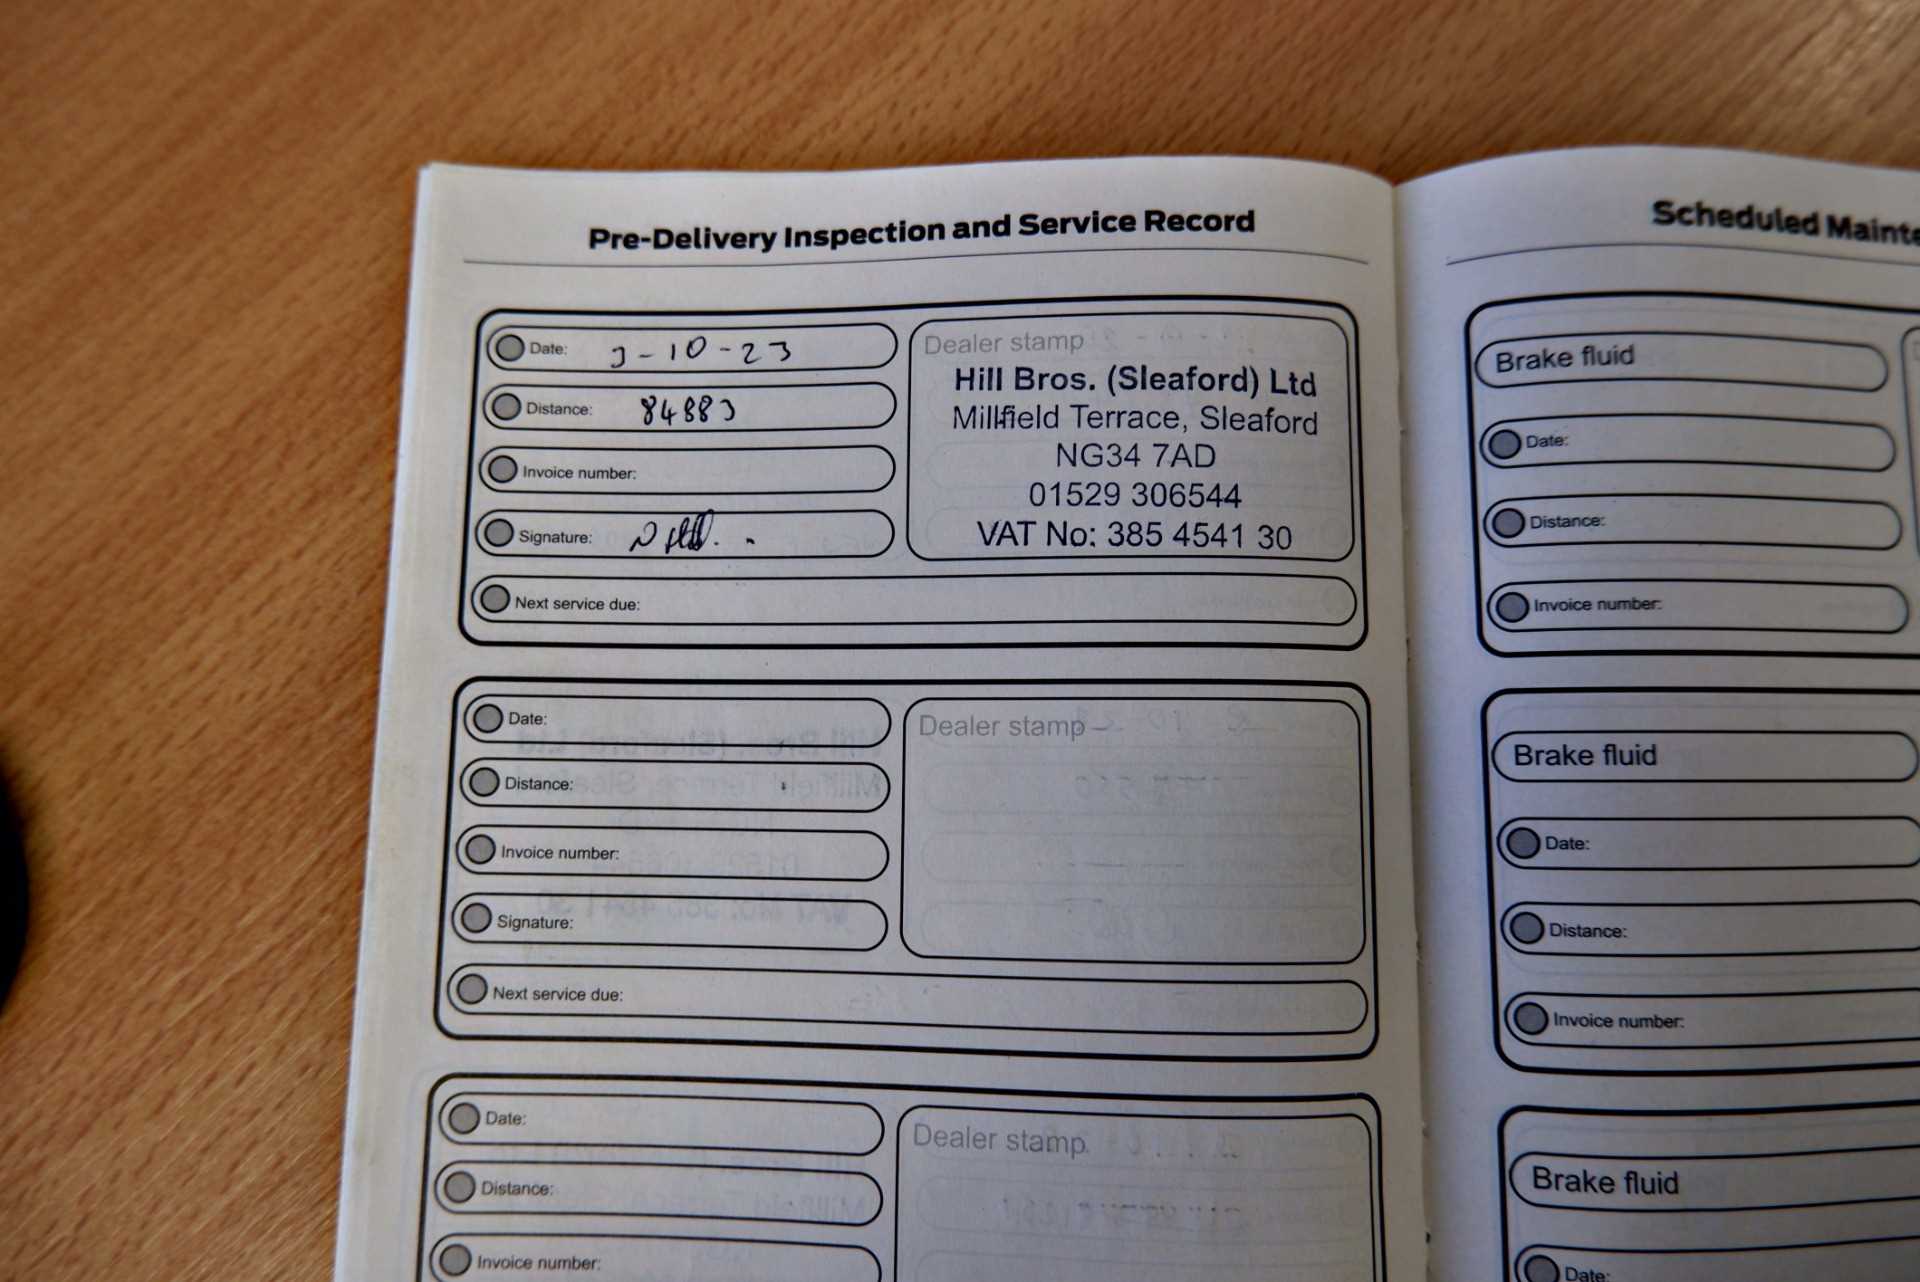 Pre-Delivery Inspection and Service Record
Date: 3-10-23
Distance: 84883
Invoice number:
Signature:
Next service due:
Dealer stamp
Hill Bros. (Sleaford) Ltd
Millfield Terrace, Sleaford
NG34 7AD
01529 306544
VAT No: 385 4541 30
Date:
Distance:
Invoice number:
Signature:
Next service due:
Dealer stamp
Date:
Distance:
Invoice number:
Dealer stamp
Scheduled
Brake fluid
Date:
Distance:
Invoice number:
Brake fluid
Date:
Distance:
Invoice number:
Brake fluid
Date: